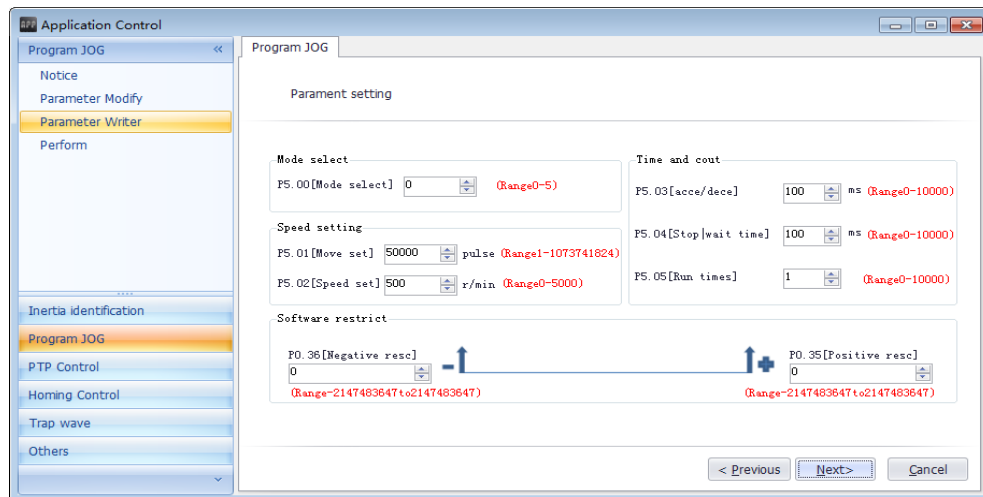 APP Application Control
Program JOG
Notice
Parameter Modify
Parameter Writer
Perform
Inertia identification
Program JOG
PTP Control
Homing Control
Trap wave
Others
Program JOG
Parament setting
Mode select
P5.00[Mode select] 0 (Range0-5)
Speed setting
P5.01[Move set] 50000 pulse (Range1-1073741824)
P5.02[Speed set] 500 r/min (Range0-5000)
Time and cout
P5.03[acce/dece] 100 ms (Range0-10000)
P5.04[Stop|wait time] 100 ms (Range0-10000)
P5.05[Run times] 1 (Range0-10000)
Software restrict
P0.36[Negative resc]
0
(Range-2147483647to2147483647)
P0.35[Positive resc]
0
(Range-2147483647to2147483647)
< Previous Next> Cancel